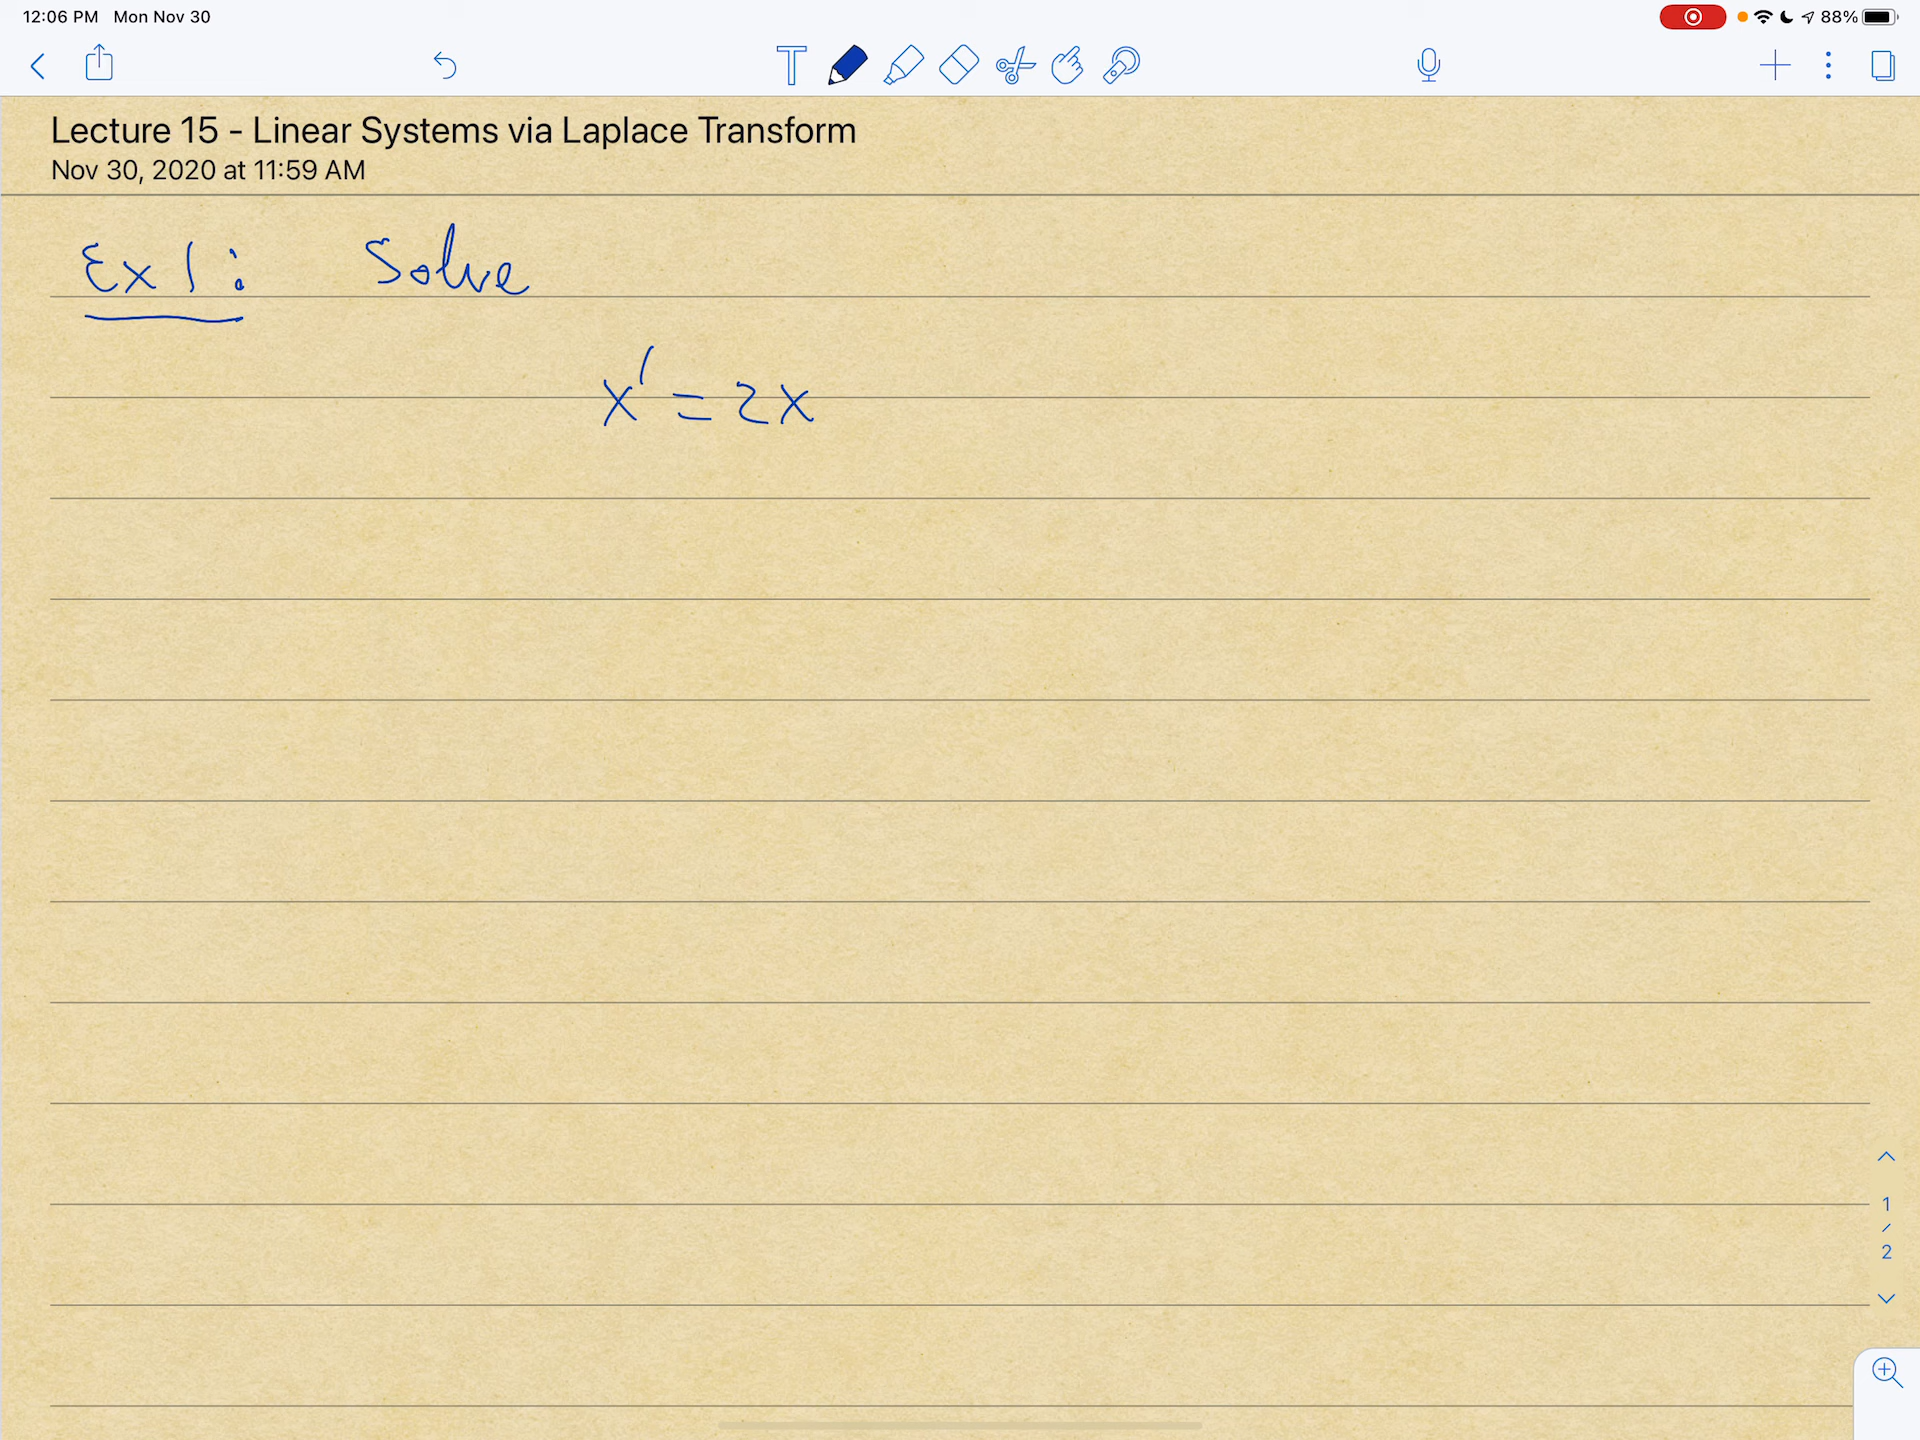 12:06 PM Mon Nov 30 88%
Lecture 15 - Linear Systems via Laplace Transform
Nov 30, 2020 at 11:59 AM
Ex 1: Solve
x' = 2x
1
/
2